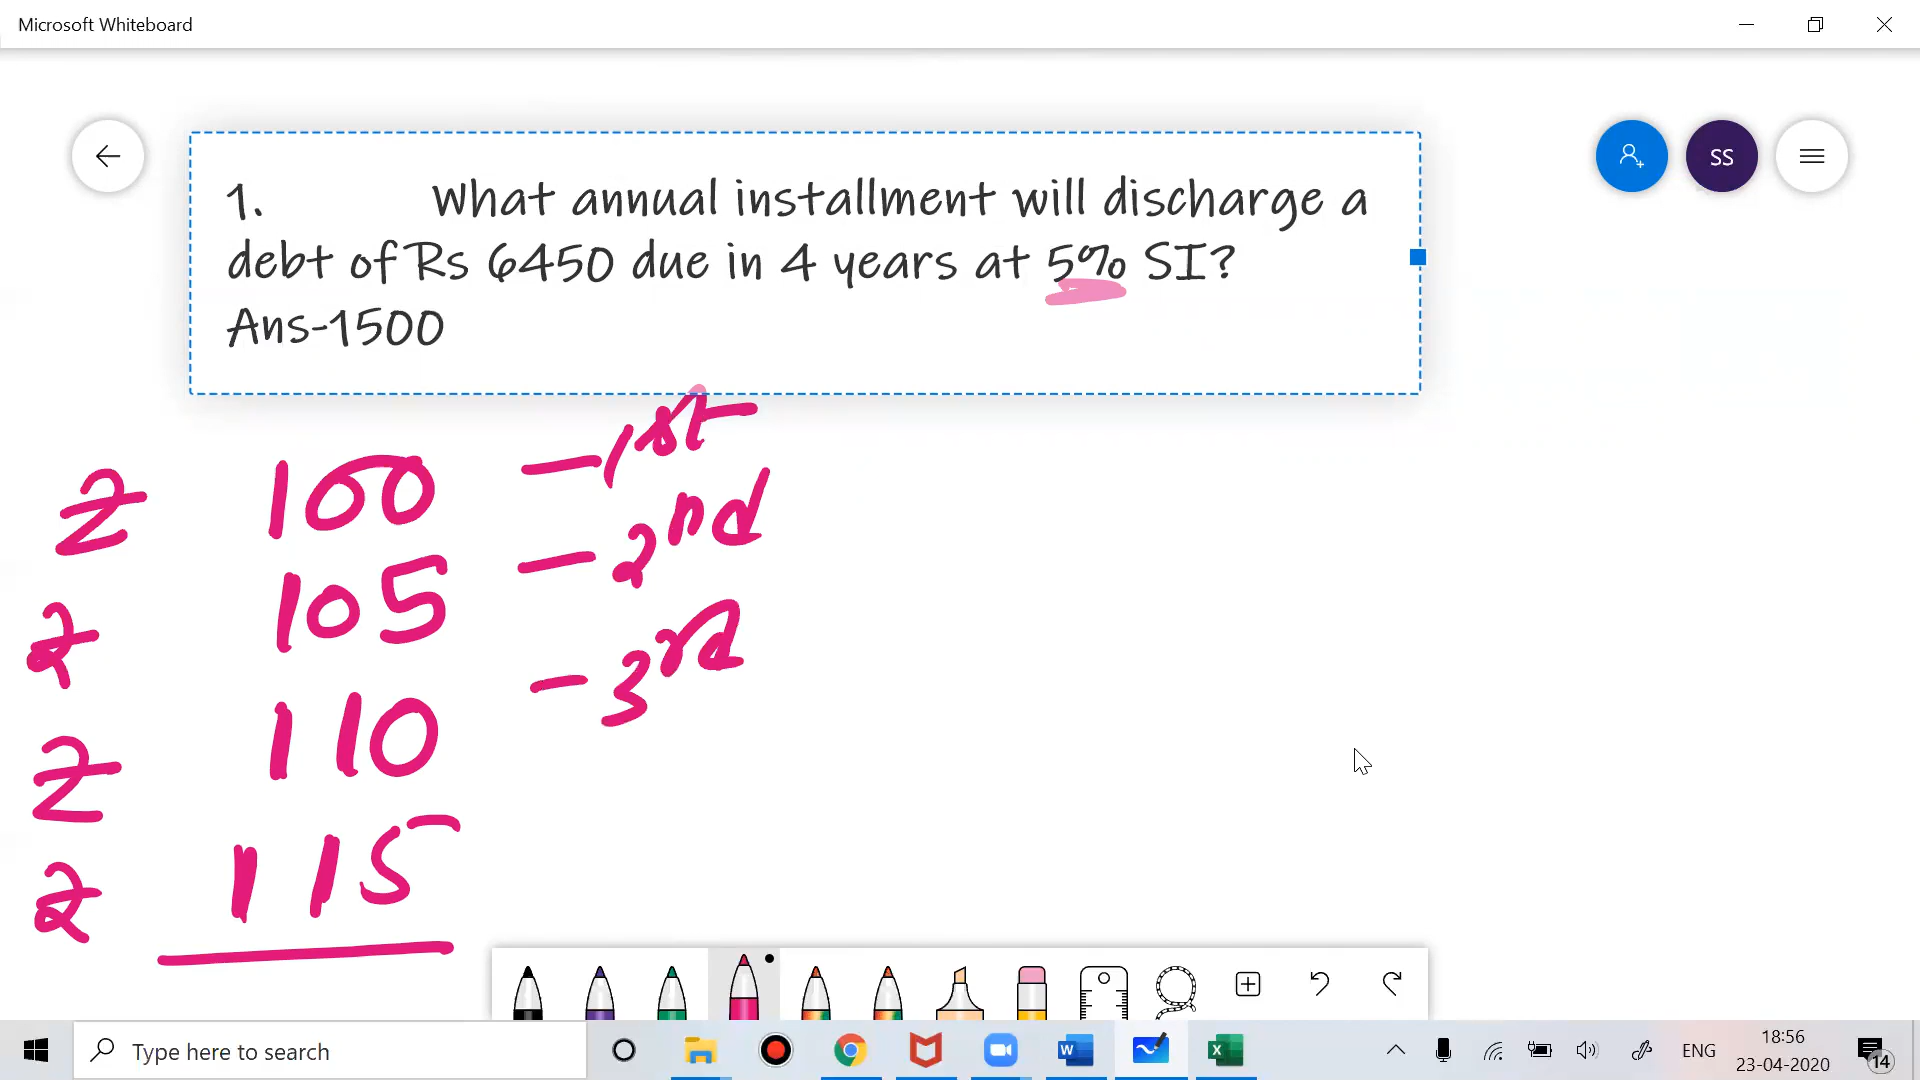 Microsoft Whiteboard
SS
1. What annual installment will discharge a
debt of Rs 6450 due in 4 years at 5% SI?
Ans-1500
100 - 1st
105 - 2nd
110 - 3rd
115
Type here to search
ENG
18:56
23-04-2020
14